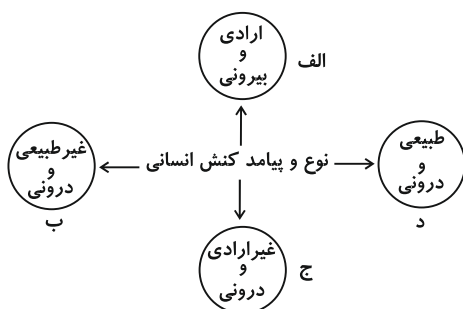 ارادی
و
بیرونی
الف
غیرطبیعی
و
درونی
ب
نوع و پیامد کنش انسانی
طبیعی
و
درونی
د
غیرارادی
و
درونی
ج